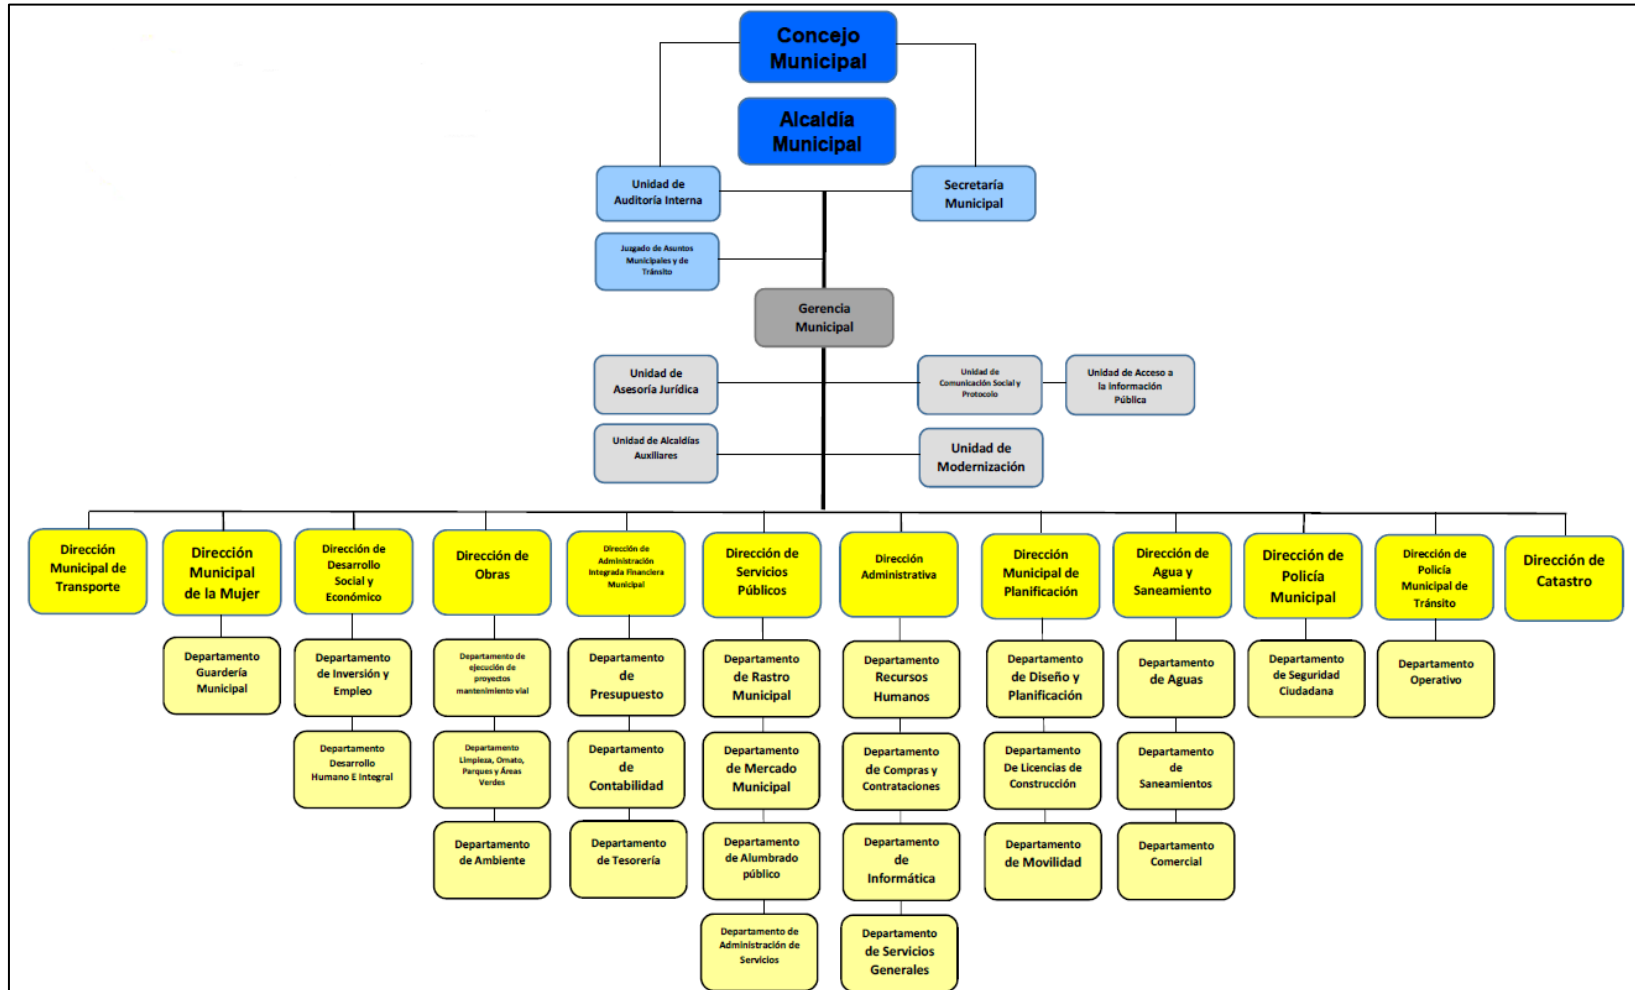 Concejo
Municipal
Alcaldía
Municipal
Unidad de
Auditoría Interna
Secretaría
Municipal
Juzgado de Asuntos
Municipales y de
Tránsito
Gerencia
Municipal
Unidad de
Asesoría Jurídica
Unidad de
Comunicación Social y
Protocolo
Unidad de Acceso a
la Información
Pública
Unidad de Alcaldías
Auxiliares
Unidad de
Modernización
Dirección
Municipal de
Transporte
Dirección
Municipal
de la Mujer
Dirección de
Desarrollo
Social y
Económico
Dirección de
Obras
Dirección de
Administración
Integrada Financiera
Municipal
Dirección de
Servicios
Públicos
Dirección
Administrativa
Dirección
Municipal de
Planificación
Dirección de
Agua y
Saneamiento
Dirección de
Policía
Municipal
Dirección de
Policía
Municipal de
Tránsito
Dirección de
Catastro
Departamento
Guardería
Municipal
Departamento
de Inversión y
Empleo
Departamento de
ejecución de
proyectos
mantenimiento vial
Departamento
de
Presupuesto
Departamento
de Rastro
Municipal
Departamento
Recursos
Humanos
Departamento
de Diseño y
Planificación
Departamento
de Aguas
Departamento
de Seguridad
Ciudadana
Departamento
Operativo
Departamento
Desarrollo
Humano E Integral
Departamento
Limpieza, Ornato,
Parques y Áreas
Verdes
Departamento
de
Contabilidad
Departamento
de Mercado
Municipal
Departamento
de Compras y
Contrataciones
Departamento
De Licencias de
Construcción
Departamento
de
Saneamientos
Departamento
de Ambiente
Departamento
de Tesorería
Departamento
de Alumbrado
público
Departamento
de
Informática
Departamento
de Movilidad
Departamento
Comercial
Departamento de
Administración de
Servicios
Departamento
de Servicios
Generales